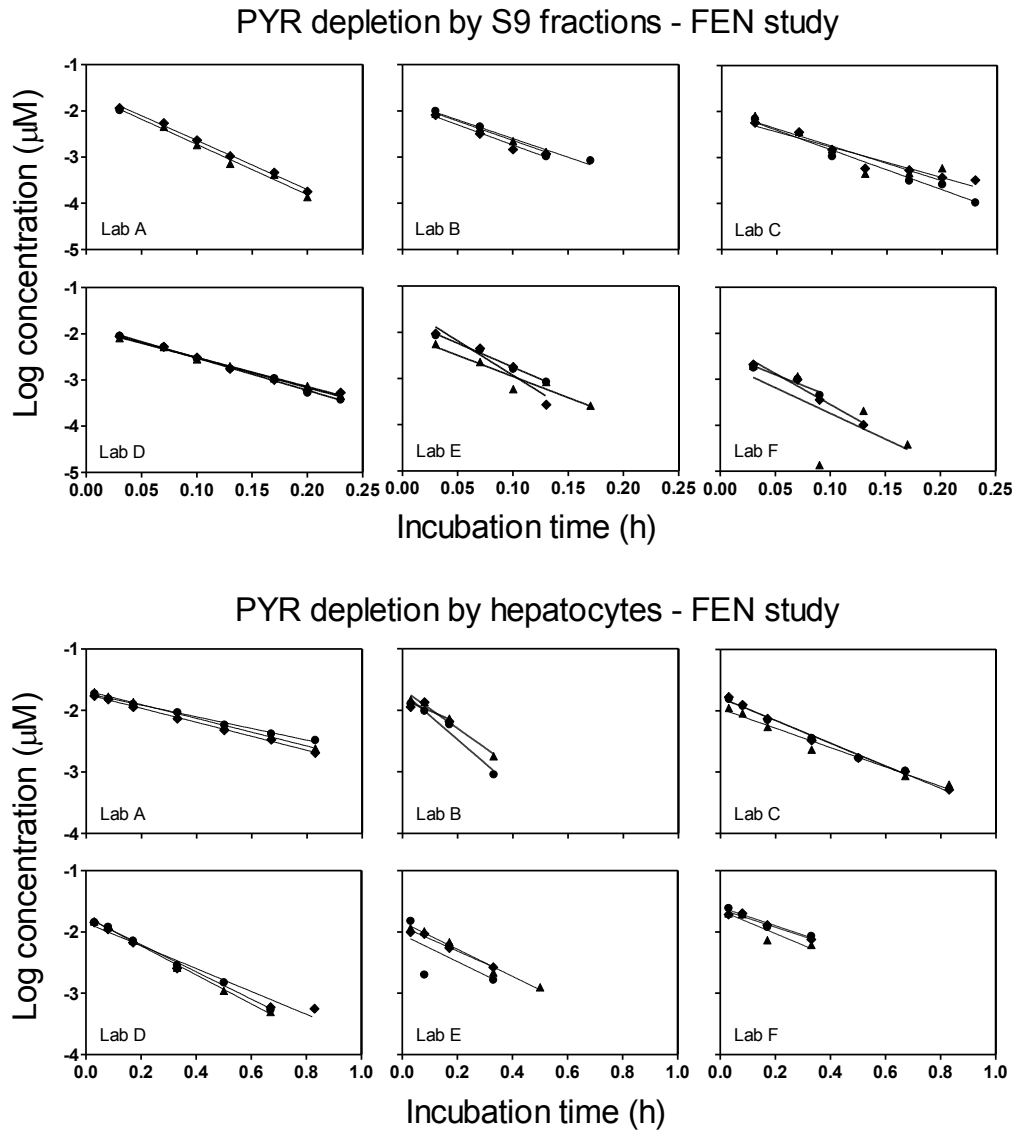 PYR depletion by S9 fractions - FEN study
Log concentration (µM)
-1
-2
-3
-4
-5
Lab A
Lab B
Lab C
-1
-2
-3
-4
-5
Lab D
Lab E
Lab F
0.00 0.05 0.10 0.15 0.20 0.25
0.00 0.05 0.10 0.15 0.20 0.25
0.00 0.05 0.10 0.15 0.20 0.25
Incubation time (h)
PYR depletion by hepatocytes - FEN study
Log concentration (µM)
-1
-2
-3
-4
Lab A
Lab B
Lab C
-1
-2
-3
-4
Lab D
Lab E
Lab F
0.0 0.2 0.4 0.6 0.8 1.0
0.0 0.2 0.4 0.6 0.8 1.0
0.0 0.2 0.4 0.6 0.8 1.0
Incubation time (h)